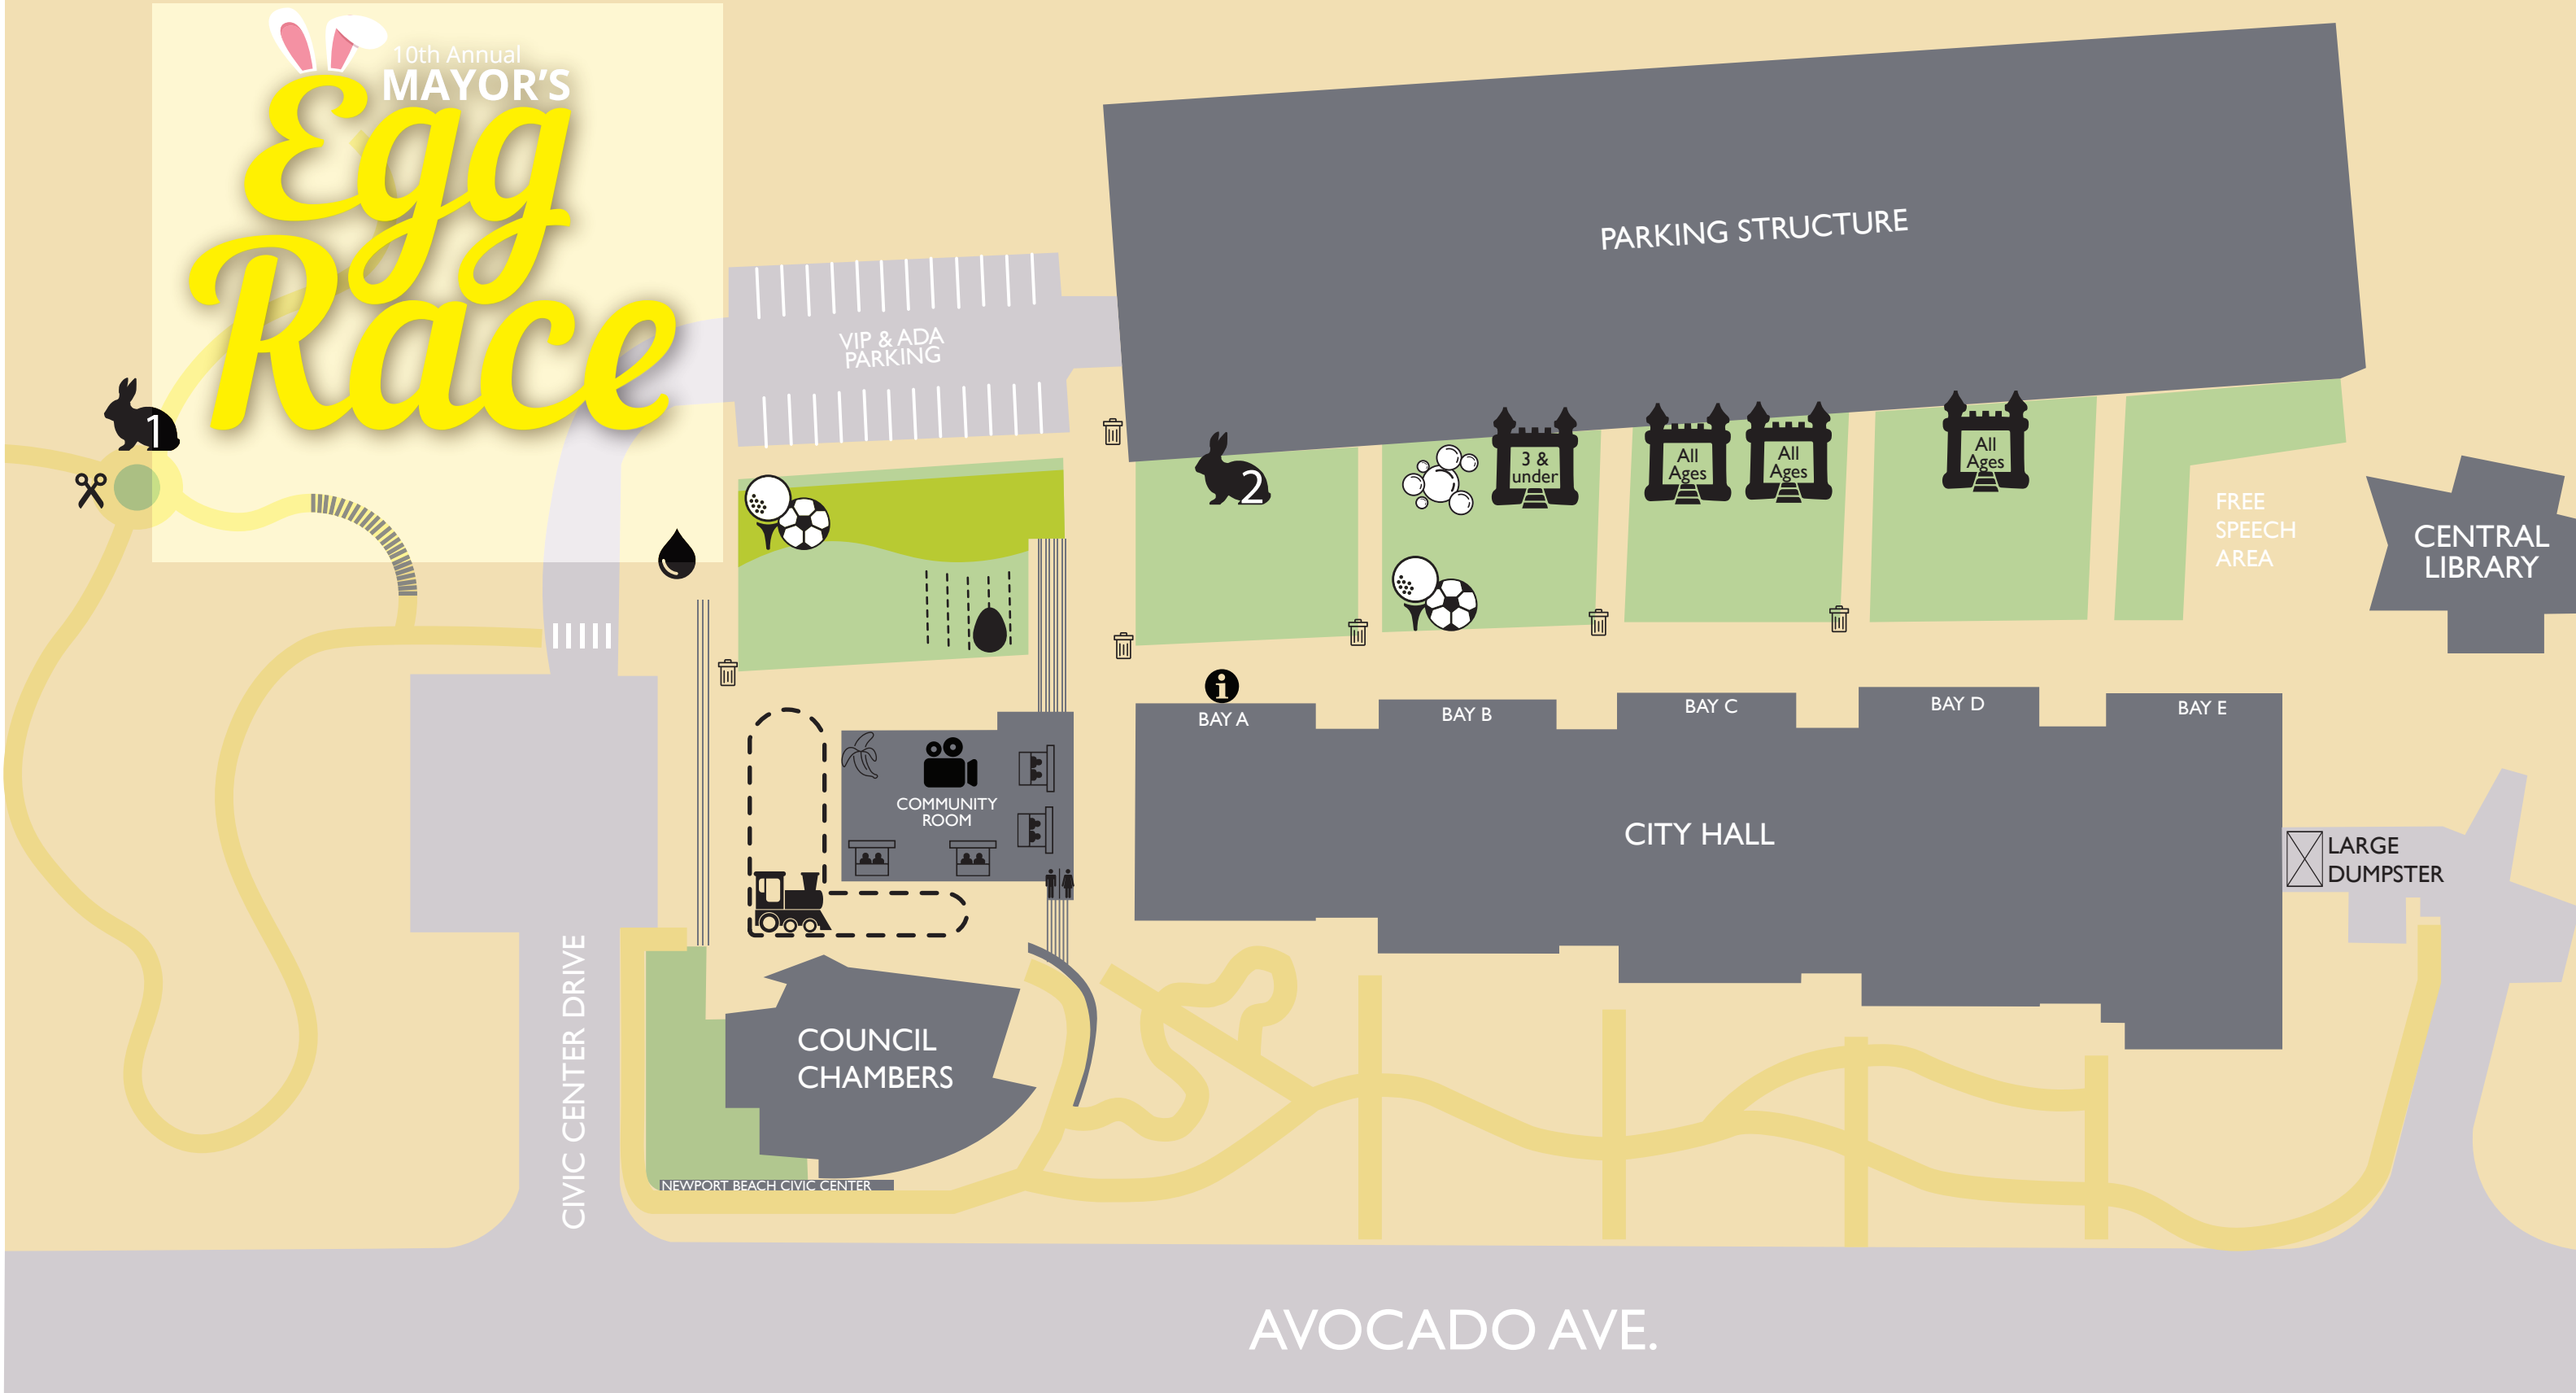 10th Annual
MAYOR'S
Egg
Race
PARKING STRUCTURE
VIP & ADA
PARKING
1
2
3 &
under
All
Ages
All
Ages
All
Ages
FREE
SPEECH
AREA
CENTRAL
LIBRARY
i
BAY A
BAY B
BAY C
BAY D
BAY E
COMMUNITY
ROOM
CITY HALL
LARGE
DUMPSTER
CIVIC CENTER DRIVE
COUNCIL
CHAMBERS
NEWPORT BEACH CIVIC CENTER
AVOCADO AVE.